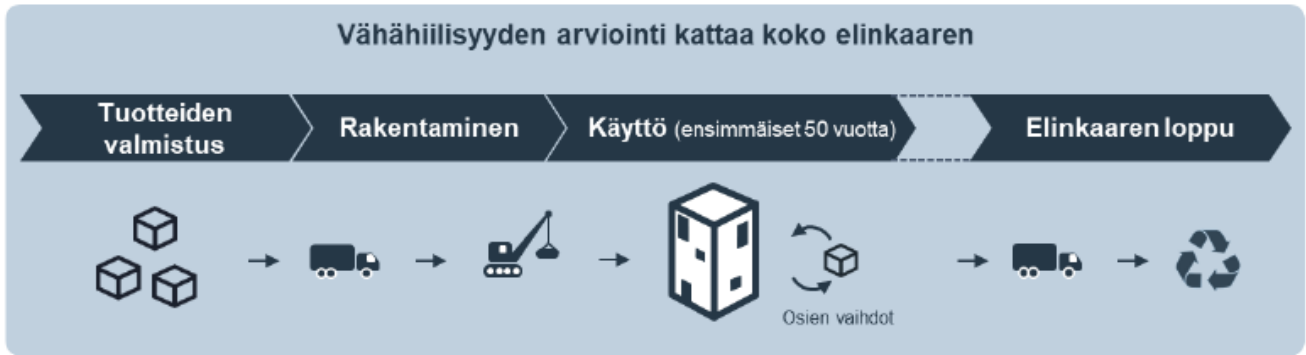 Vähähiilisyyden arviointi kattaa koko elinkaaren
Tuotteiden
valmistus
Rakentaminen
Käyttö (ensimmäiset 50 vuotta)
Elinkaaren loppu
Osien vaihdot